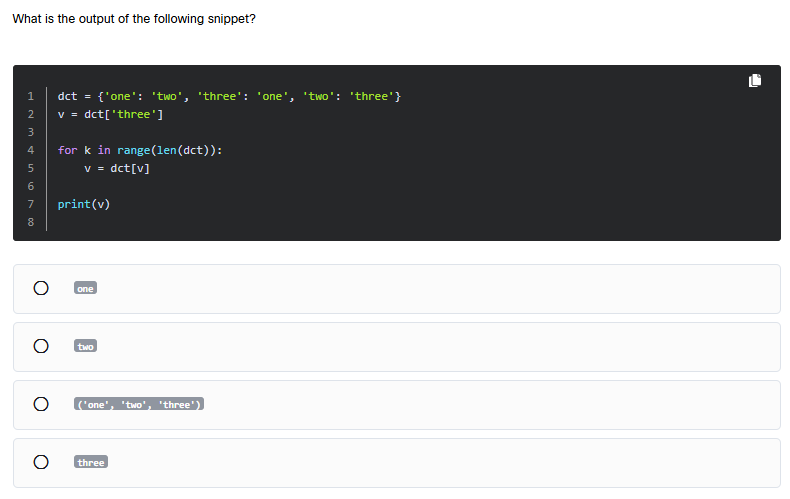 What is the output of the following snippet?
1 dct = {'one': 'two', 'three': 'one', 'two': 'three'}
2 v = dct['three']
3
4 for k in range(len(dct)):
5     v = dct[v]
6
7 print(v)
8
one
two
('one', 'two', 'three')
three